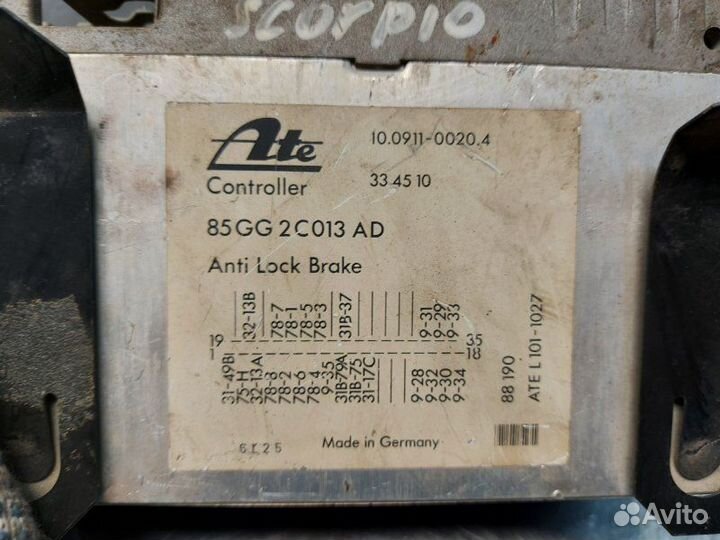 SCORPIO
Ate
10.0911-0020.4
Controller
33 45 10
85GG 2C013 AD
Anti Lock Brake
32-13B
78-7
78-1
78-5
78-3
31B-37
9-31
9-29
9-33
19
35
1
18
31-49B
75-H
32-13A
78-3
78-2
78-6
78-4
9-35
31B-79A
31B-75
31-17C
9-28
9-32
9-30
9-34
88 190
ATE L 101-1027
Made in Germany
Avito